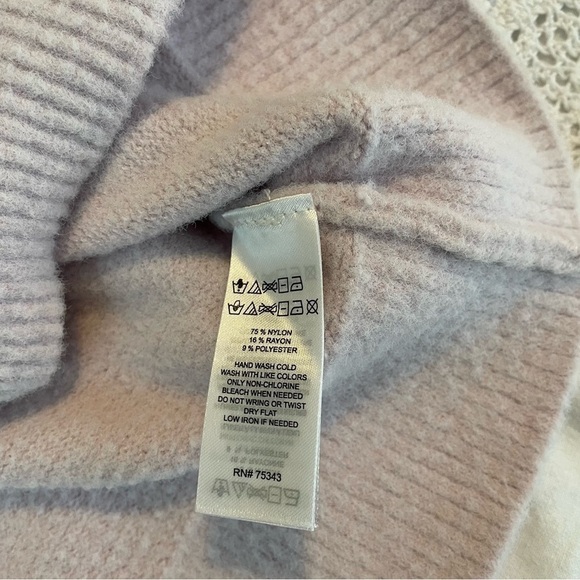 75 % NYLON
16 % RAYON
9 % POLYESTER
HAND WASH COLD
WASH WITH LIKE COLORS
ONLY NON-CHLORINE
BLEACH WHEN NEEDED
DO NOT WRING OR TWIST
DRY FLAT
LOW IRON IF NEEDED
RN# 75343